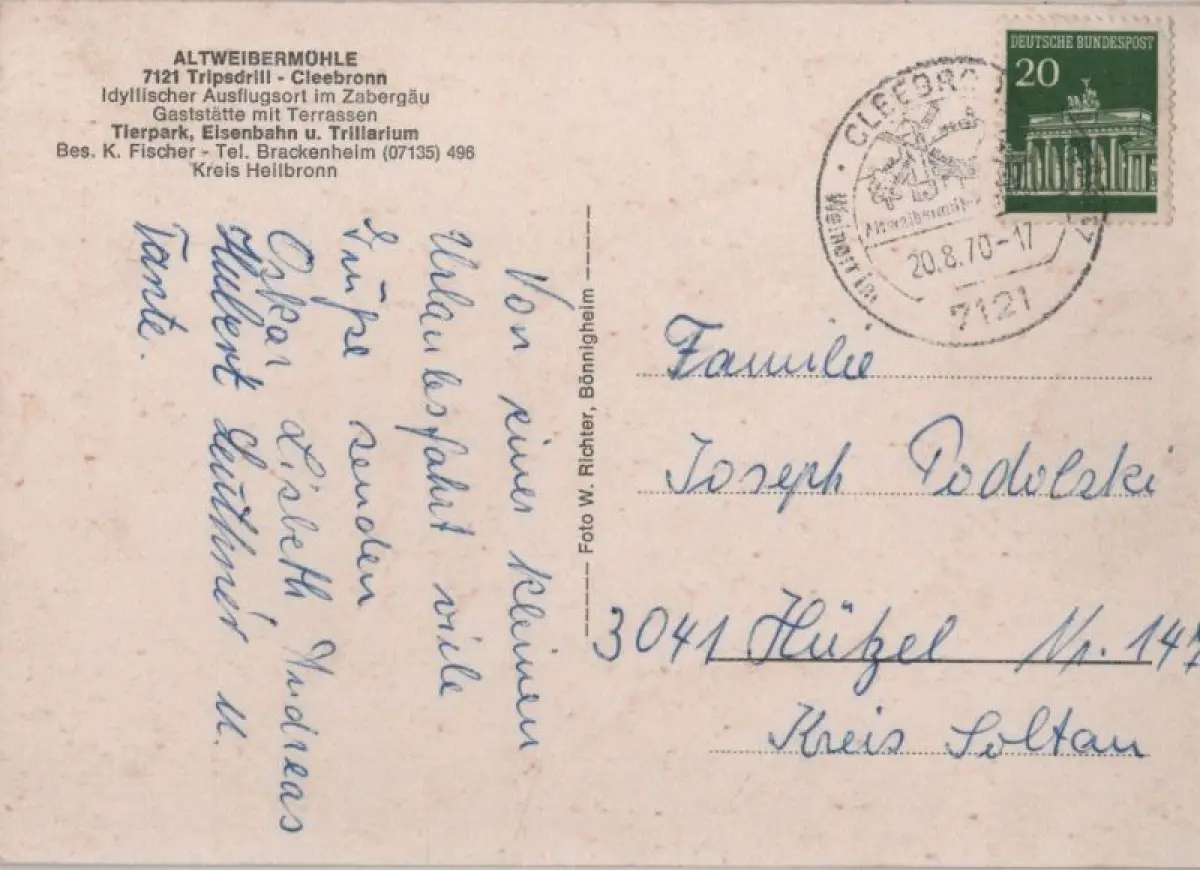 ALTWEIBERMÜHLE
7121 Tripsdrill - Cleebronn
Idyllischer Ausflugsort im Zabergäu
Gaststätte mit Terrassen
Tierpark, Eisenbahn u. Trillarium
Bes. K. Fischer - Tel. Brackenheim (07135) 496
Kreis Heilbronn
DEUTSCHE BUNDESPOST
20
CLEEBRO
Altweibermüh
20.8.70-17
7121
Von einer kleinen
Urlaubsfahrt viele
Grüße senden
Oskar Lisbeth Andreas
Hubert Leuthner u.
Tante.
Foto W. Richter, Bönnigheim
Familie
Joseph Podolski
3041 Hützel Nr. 147
Kreis Soltau